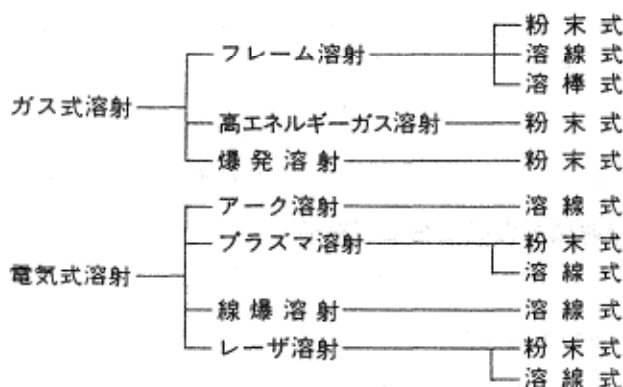 粉末式
フレーム溶射 溶線式
溶棒式
ガス式溶射
高エネルギーガス溶射 粉末式
爆発溶射 粉末式
アーク溶射 溶線式
プラズマ溶射 粉末式
電気式溶射 溶線式
線爆溶射 溶線式
レーザ溶射 粉末式
溶線式